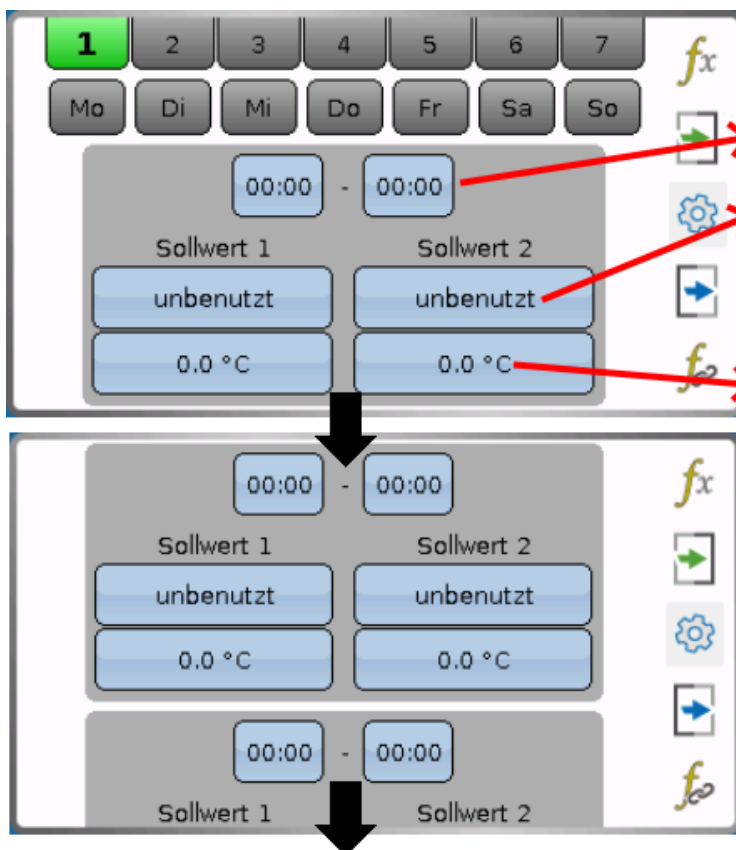 1 2 3 4 5 6 7
Mo Di Mi Do Fr Sa So
00:00 - 00:00
Sollwert 1 Sollwert 2
unbenutzt unbenutzt
0.0 °C 0.0 °C
fx
00:00 - 00:00
Sollwert 1 Sollwert 2
unbenutzt unbenutzt
0.0 °C 0.0 °C
00:00 - 00:00
Sollwert 1 Sollwert 2
fx